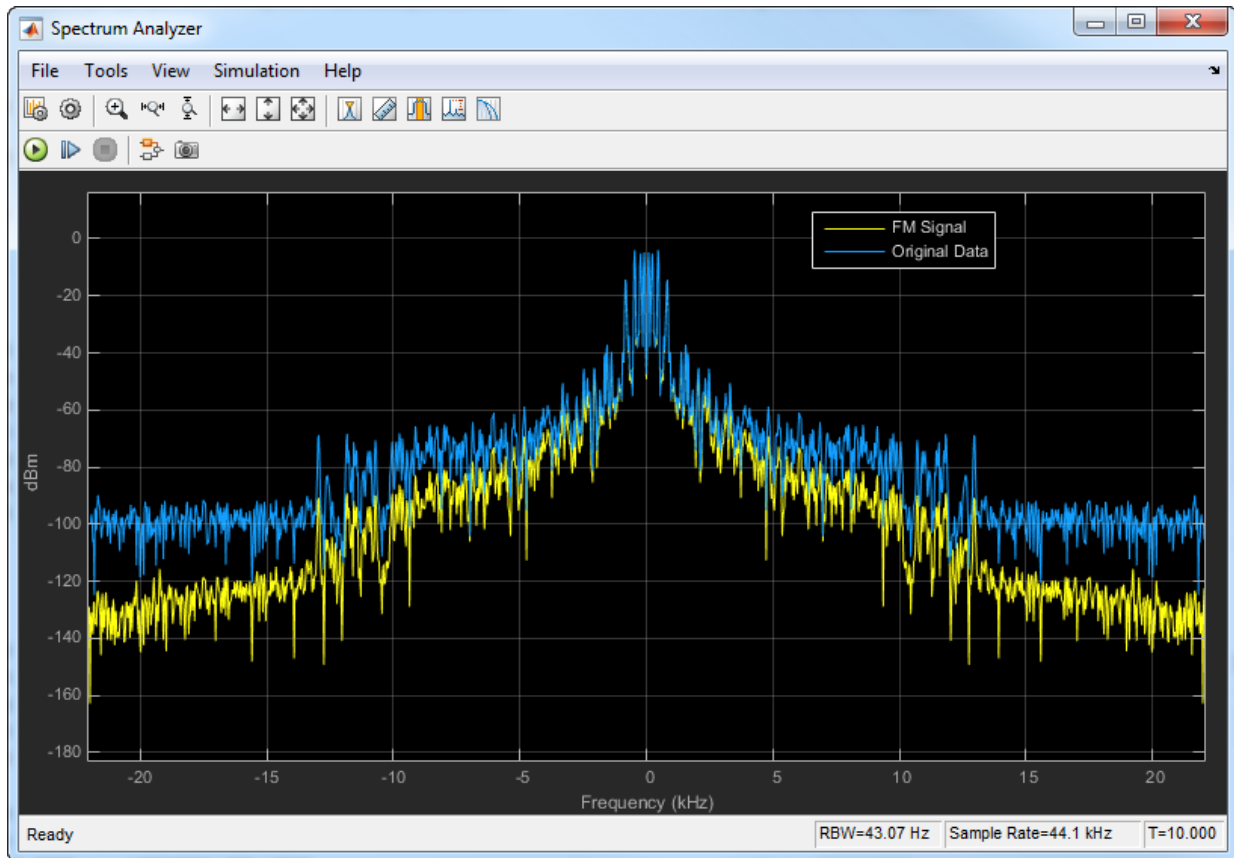 Spectrum Analyzer
File Tools View Simulation Help
FM Signal
Original Data
0
-20
-40
-60
-80
-100
-120
-140
-160
-180
dBm
-20 -15 -10 -5 0 5 10 15 20
Frequency (kHz)
Ready RBW=43.07 Hz Sample Rate=44.1 kHz T=10.000